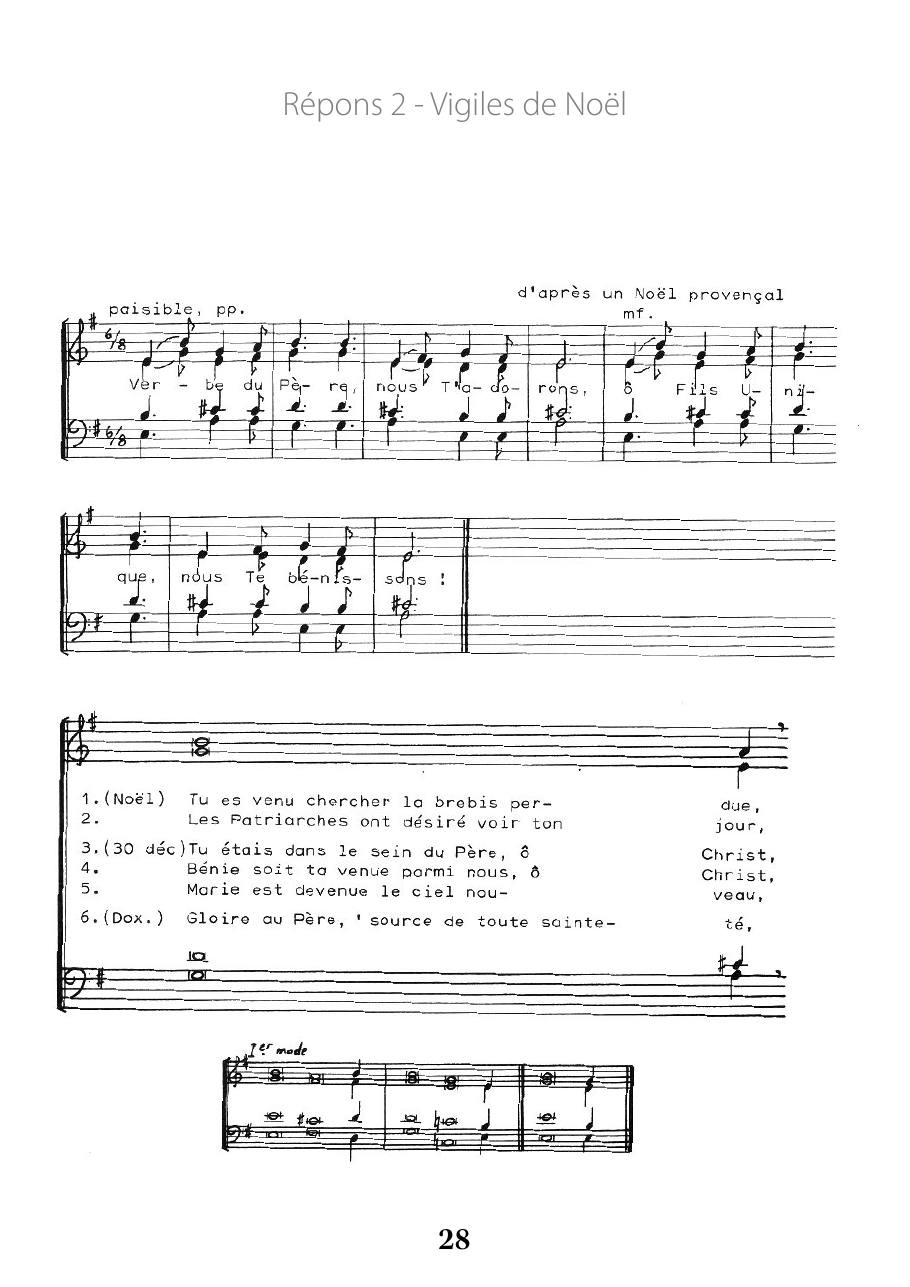 Répons 2 - Vigiles de Noël
d'après un Noël provençal
paisible, pp.
mf.
6/8
Ver - be du Pè- re, nous T'a-do- rons, ô Fils U- ni-
6/8
que, nous Te bé-nis- sons !
1.(Noël) Tu es venu chercher la brebis per- due,
2. Les Patriarches ont désiré voir ton jour,
3.(30 déc)Tu étais dans le sein du Père, ô Christ,
4. Bénie soit ta venue parmi nous, ô Christ,
5. Marie est devenue le ciel nou- veau,
6.(Dox.) Gloire au Père, ' source de toute sainte- té,
1er mode
28